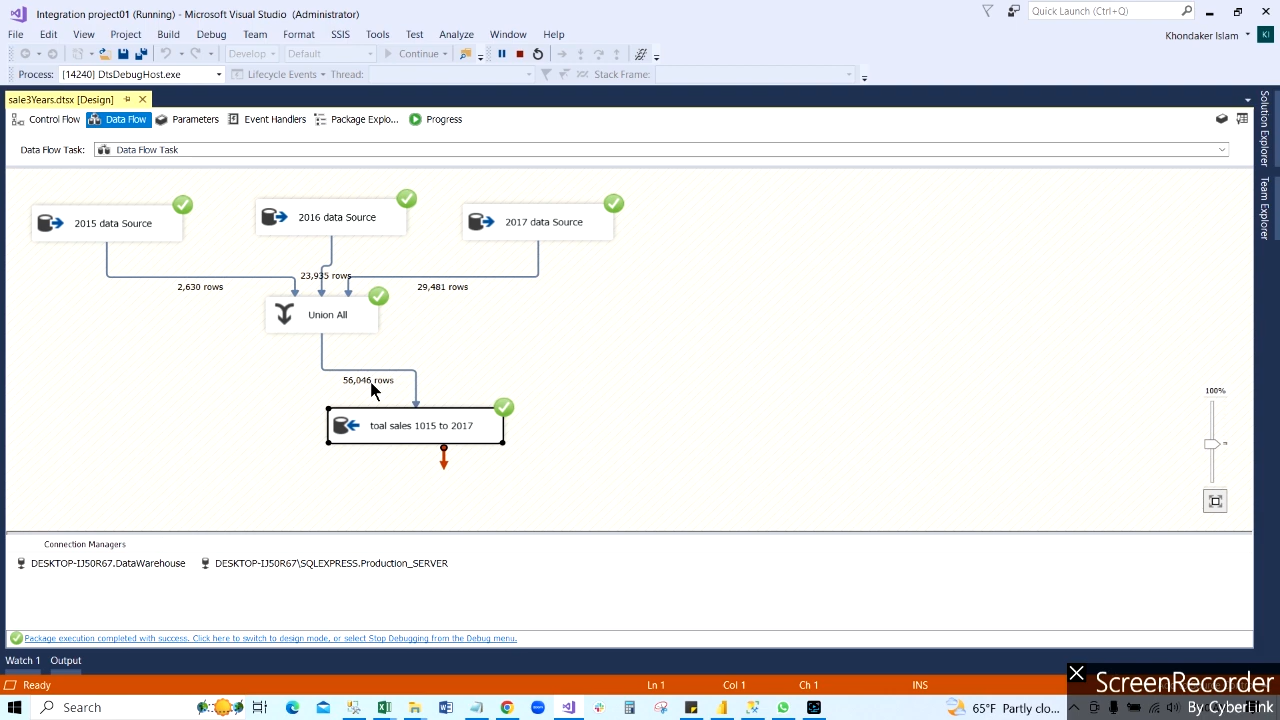 Integration project01 (Running) - Microsoft Visual Studio (Administrator)
Quick Launch (Ctrl+Q)
File Edit View Project Build Debug Team Format SSIS Tools Test Analyze Window Help
Khondaker Islam KI
Develop Default Continue
Process: [14240] DtsDebugHost.exe Lifecycle Events Thread: Stack Frame:
sale3Years.dtsx [Design]
Control Flow Data Flow Parameters Event Handlers Package Explo... Progress
Data Flow Task: Data Flow Task
Solution Explorer
Team Explorer
2015 data Source
2016 data Source
2017 data Source
2,630 rows
23,935 rows
29,481 rows
Union All
56,046 rows
toal sales 1015 to 2017
100%
Connection Managers
DESKTOP-IJ50R67.DataWarehouse
DESKTOP-IJ50R67\SQLEXPRESS.Production_SERVER
Package execution completed with success. Click here to switch to design mode, or select Stop Debugging from the Debug menu.
Watch 1 Output
Ready Ln 1 Col 1 Ch 1 INS
Search
65°F Partly clo...
ScreenRecorder
By CyberLink